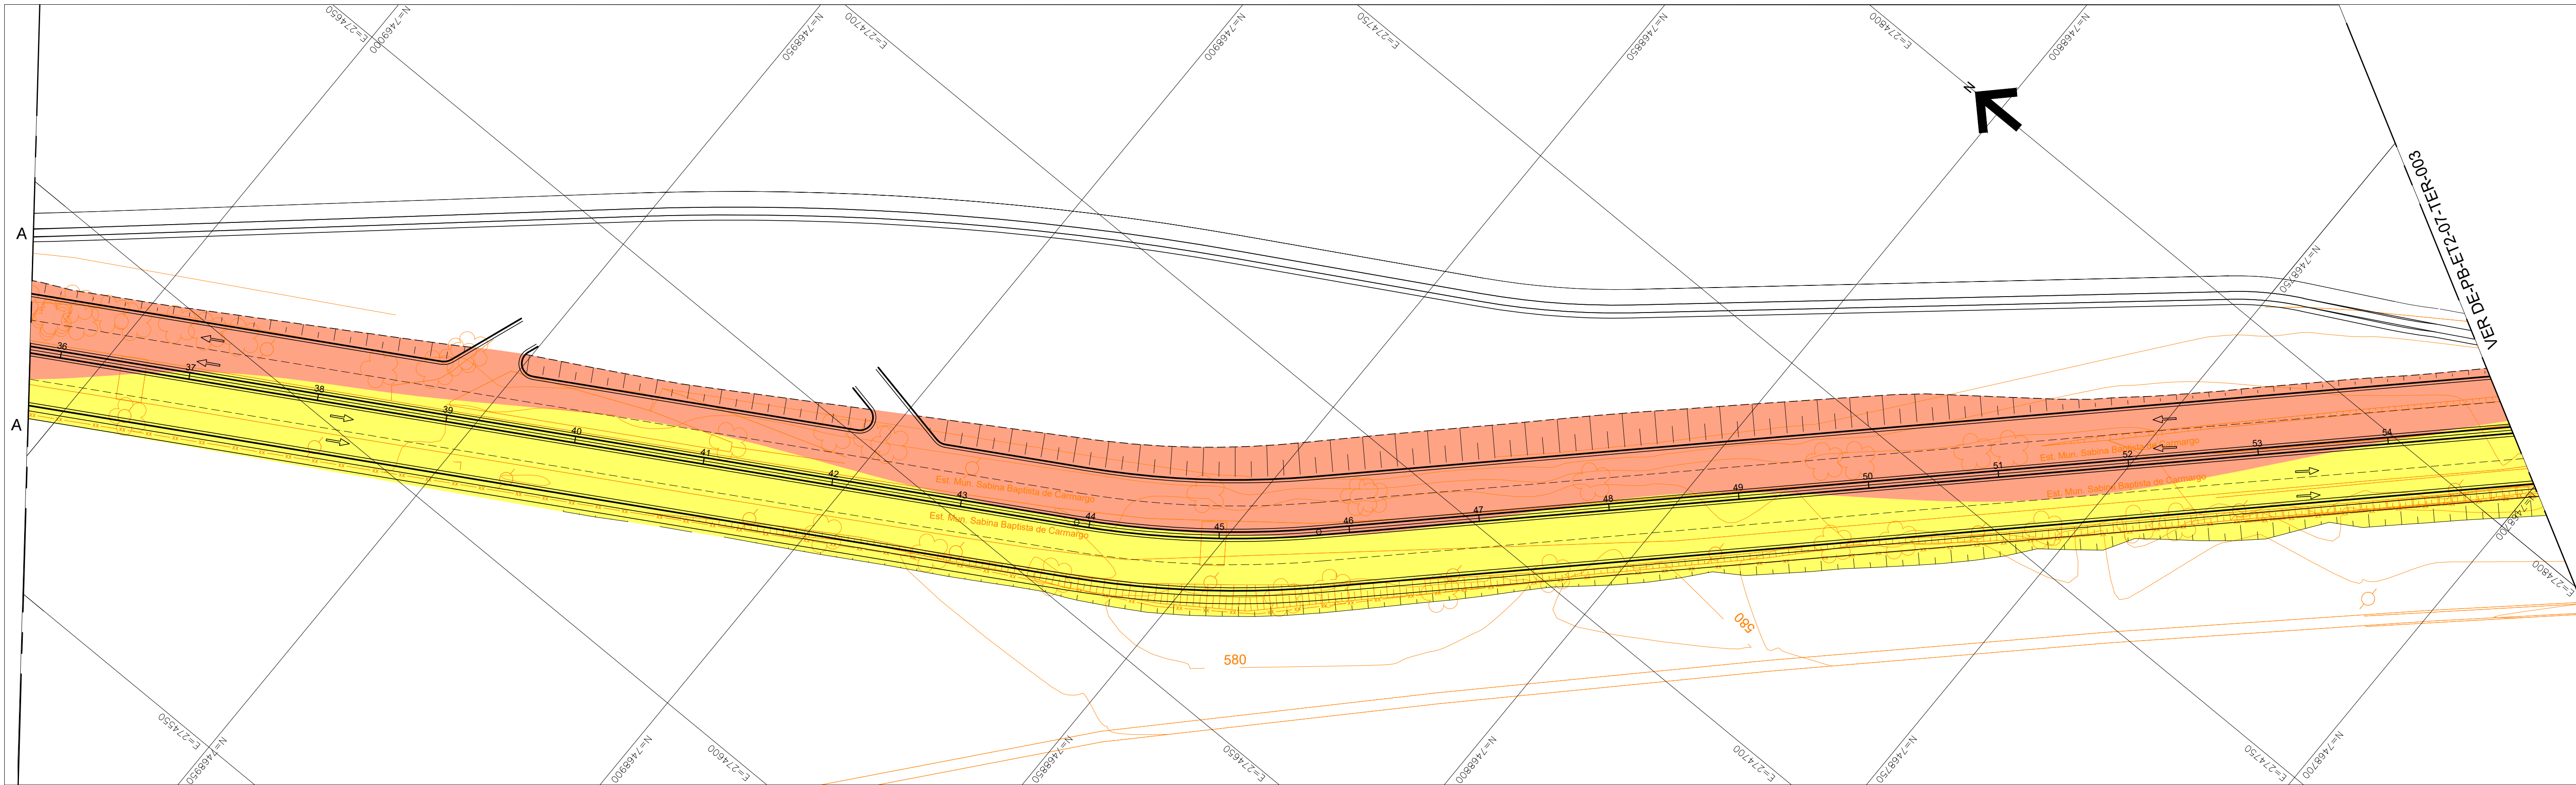 E=274650
N=7469000
N=7468950
E=274700
N=7468900
E=274750
N=7468850
E=274800
N=7468800
N
VER DE-PB-ET2-07-TER-003
A
N=7468750
36
37
38
39
40
41
42
43
44
45
46
47
48
49
50
51
52
53
54
A
Est. Mun. Sabina Baptista de Carmargo
Est. Mun. Sabina Baptista de Carmargo
Est. Mun. Sabina Baptista de Carmargo
Est. Mun. Sabina Baptista de Carmargo
N=7468700
E=274800
580
580
E=274550
N=7468950
N=7468900
E=274600
N=7468850
E=274650
N=7468800
E=274700
N=7468750
E=274750
N=7468700